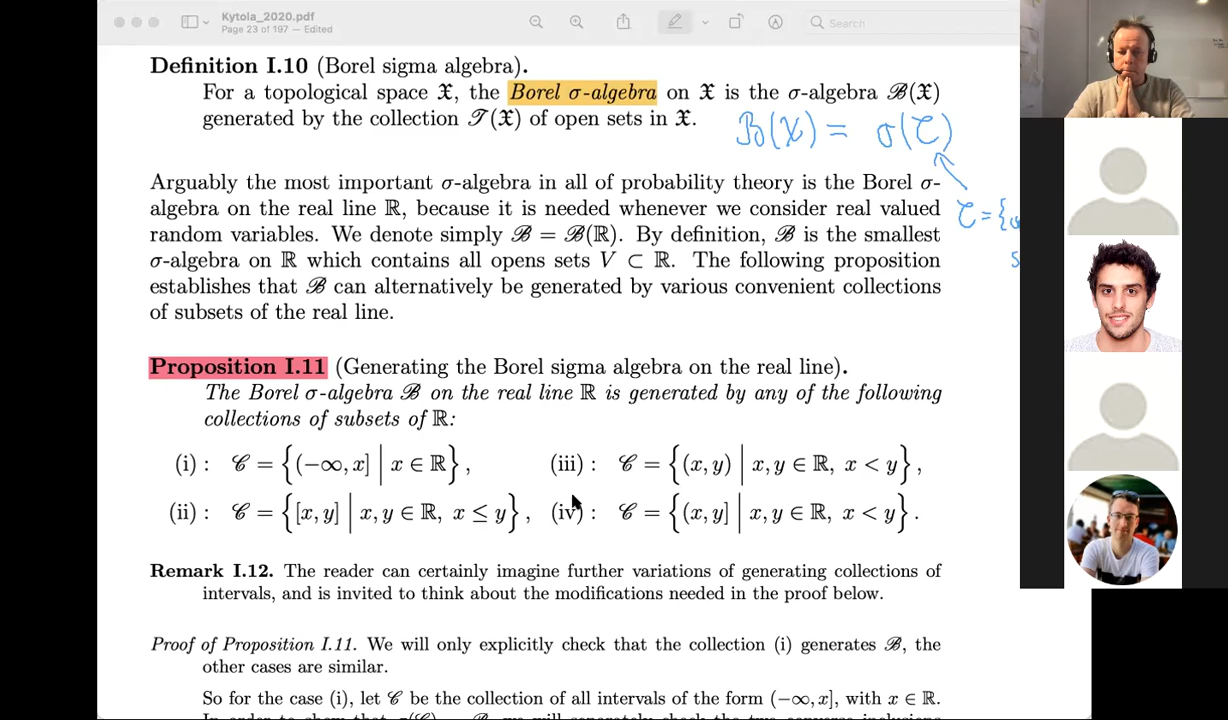 Kytola_2020.pdf
Page 23 of 197 – Edited
Search
Definition I.10 (Borel sigma algebra).
For a topological space 𝔛, the Borel σ-algebra on 𝔛 is the σ-algebra ℬ(𝔛)
generated by the collection 𝒯(𝔛) of open sets in 𝔛.
B(X) = σ(τ)
Arguably the most important σ-algebra in all of probability theory is the Borel σ-
algebra on the real line ℝ, because it is needed whenever we consider real valued
random variables. We denote simply ℬ = ℬ(ℝ). By definition, ℬ is the smallest
σ-algebra on ℝ which contains all opens sets V ⊂ ℝ. The following proposition
establishes that ℬ can alternatively be generated by various convenient collections
of subsets of the real line.
τ = {
Proposition I.11 (Generating the Borel sigma algebra on the real line).
The Borel σ-algebra ℬ on the real line ℝ is generated by any of the following
collections of subsets of ℝ:
(i) : 𝒞 = {(−∞, x] | x ∈ ℝ}, (iii) : 𝒞 = {(x, y) | x, y ∈ ℝ, x < y},
(ii) : 𝒞 = {[x, y] | x, y ∈ ℝ, x ≤ y}, (iv) : 𝒞 = {(x, y] | x, y ∈ ℝ, x < y}.
Remark I.12. The reader can certainly imagine further variations of generating collections of
intervals, and is invited to think about the modifications needed in the proof below.
Proof of Proposition I.11. We will only explicitly check that the collection (i) generates ℬ, the
other cases are similar.
So for the case (i), let 𝒞 be the collection of all intervals of the form (−∞, x], with x ∈ ℝ.